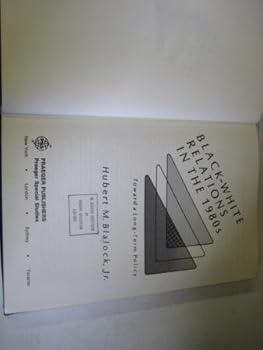 BLACK-WHITE
RELATIONS
IN THE 1980s
Toward a Long-Term Policy
Hubert M. Blalock, Jr.
PRAEGER PUBLISHERS
Praeger Special Studies
New York • London • Sydney • Toronto